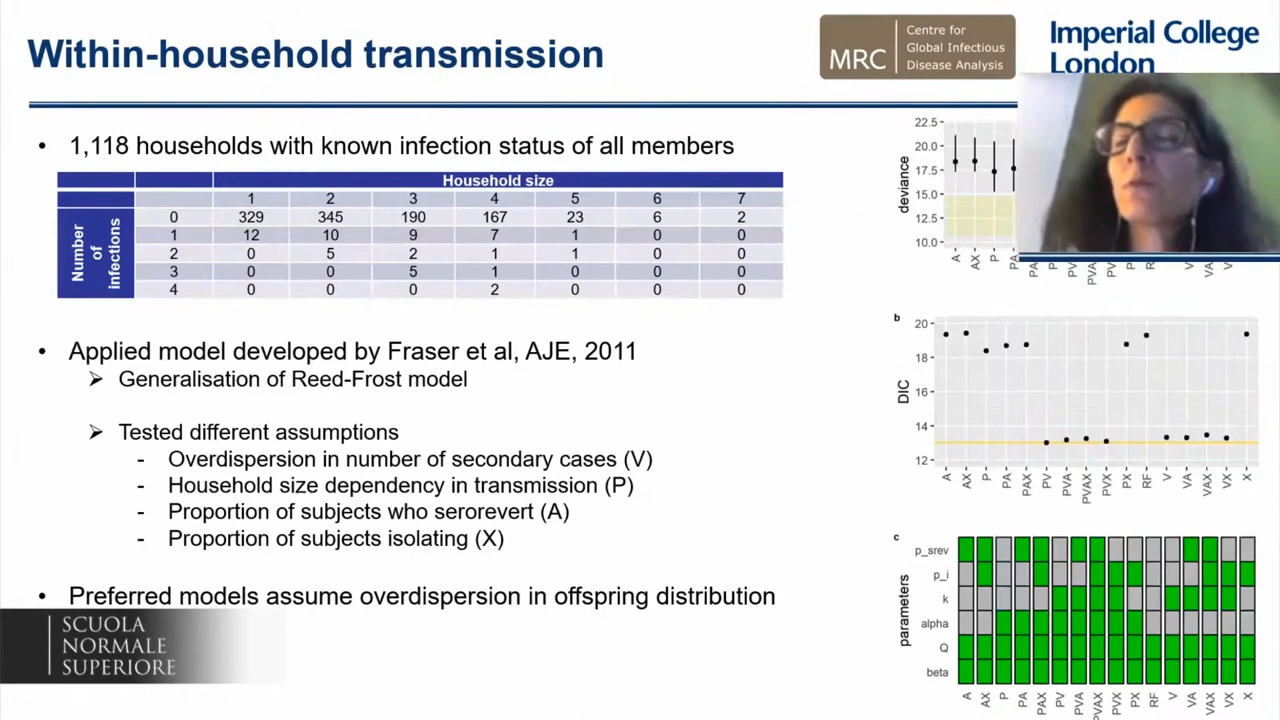 Within-household transmission
MRC
Centre for
Global Infectious
Disease Analysis
Imperial College
London
• 1,118 households with known infection status of all members
Household size
1 2 3 4 5 6 7
Number
of
infections
0 329 345 190 167 23 6 2
1 12 10 9 7 1 0 0
2 0 5 2 1 1 0 0
3 0 0 5 1 0 0 0
4 0 0 0 2 0 0 0
• Applied model developed by Fraser et al, AJE, 2011
➢ Generalisation of Reed-Frost model
➢ Tested different assumptions
- Overdispersion in number of secondary cases (V)
- Household size dependency in transmission (P)
- Proportion of subjects who serorevert (A)
- Proportion of subjects isolating (X)
• Preferred models assume overdispersion in offspring distribution
SCUOLA
NORMALE
SUPERIORE
deviance
22.5
20.0
17.5
15.0
12.5
10.0
A AX P PA
b
DIC
20
18
16
14
12
A AX P PA PAX PV PVA PVAX PVX PX RF V VA VAX VX X
c
parameters
p_srev
p_i
k
alpha
Q
beta
A AX P PA PAX PV PVA PVAX PVX PX RF V VA VAX VX X